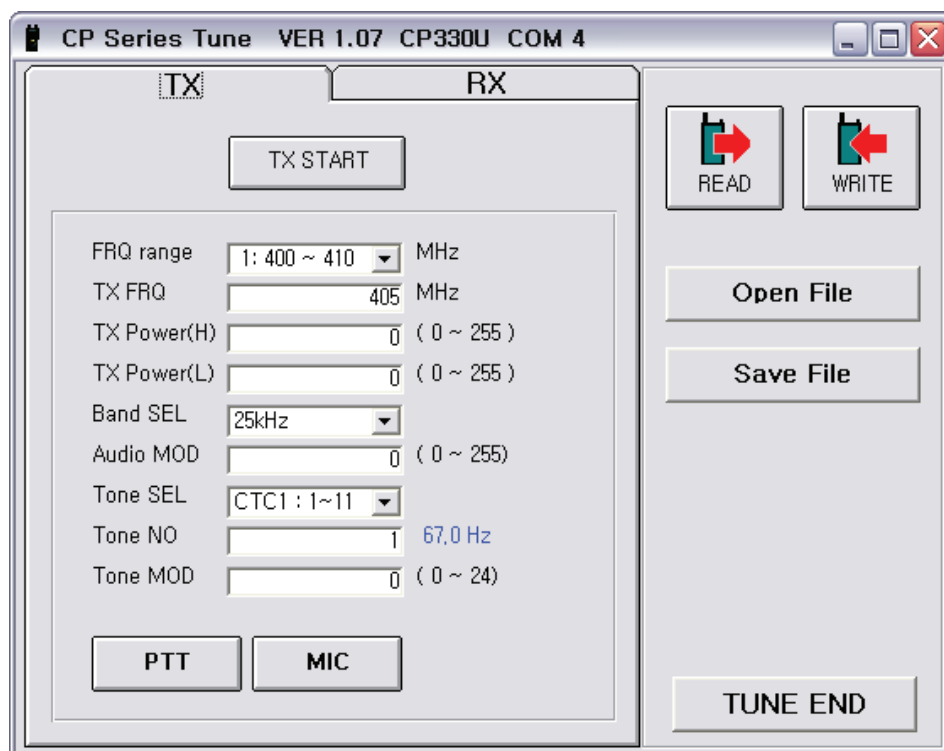 CP Series Tune VER 1.07 CP330U COM 4
TX RX
TX START
FRQ range 1: 400 ~ 410 MHz
TX FRQ 405 MHz
TX Power(H) 0 ( 0 ~ 255 )
TX Power(L) 0 ( 0 ~ 255 )
Band SEL 25kHz
Audio MOD 0 ( 0 ~ 255)
Tone SEL CTC1 : 1~11
Tone NO 1 67,0 Hz
Tone MOD 0 ( 0 ~ 24)
PTT MIC
READ WRITE
Open File
Save File
TUNE END